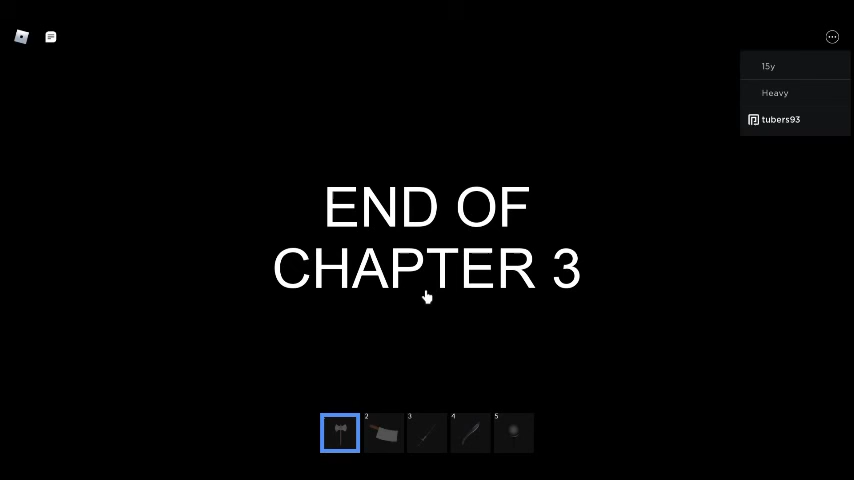 15y
Heavy
tubers93
END OF
CHAPTER 3
2
3
4
5